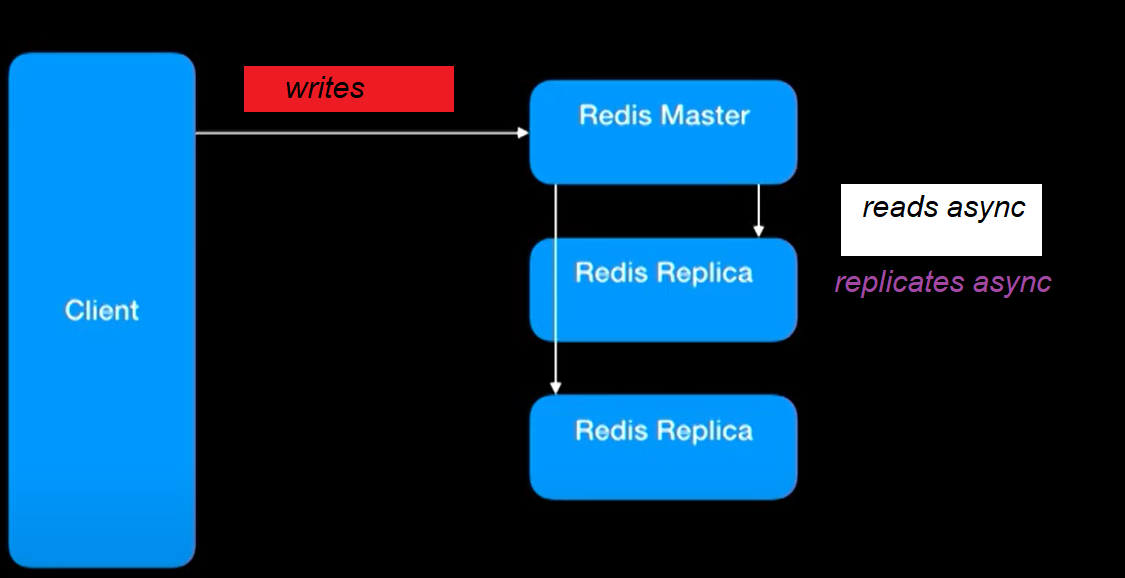 writes
Redis Master
reads async
Redis Replica
replicates async
Client
Redis Replica